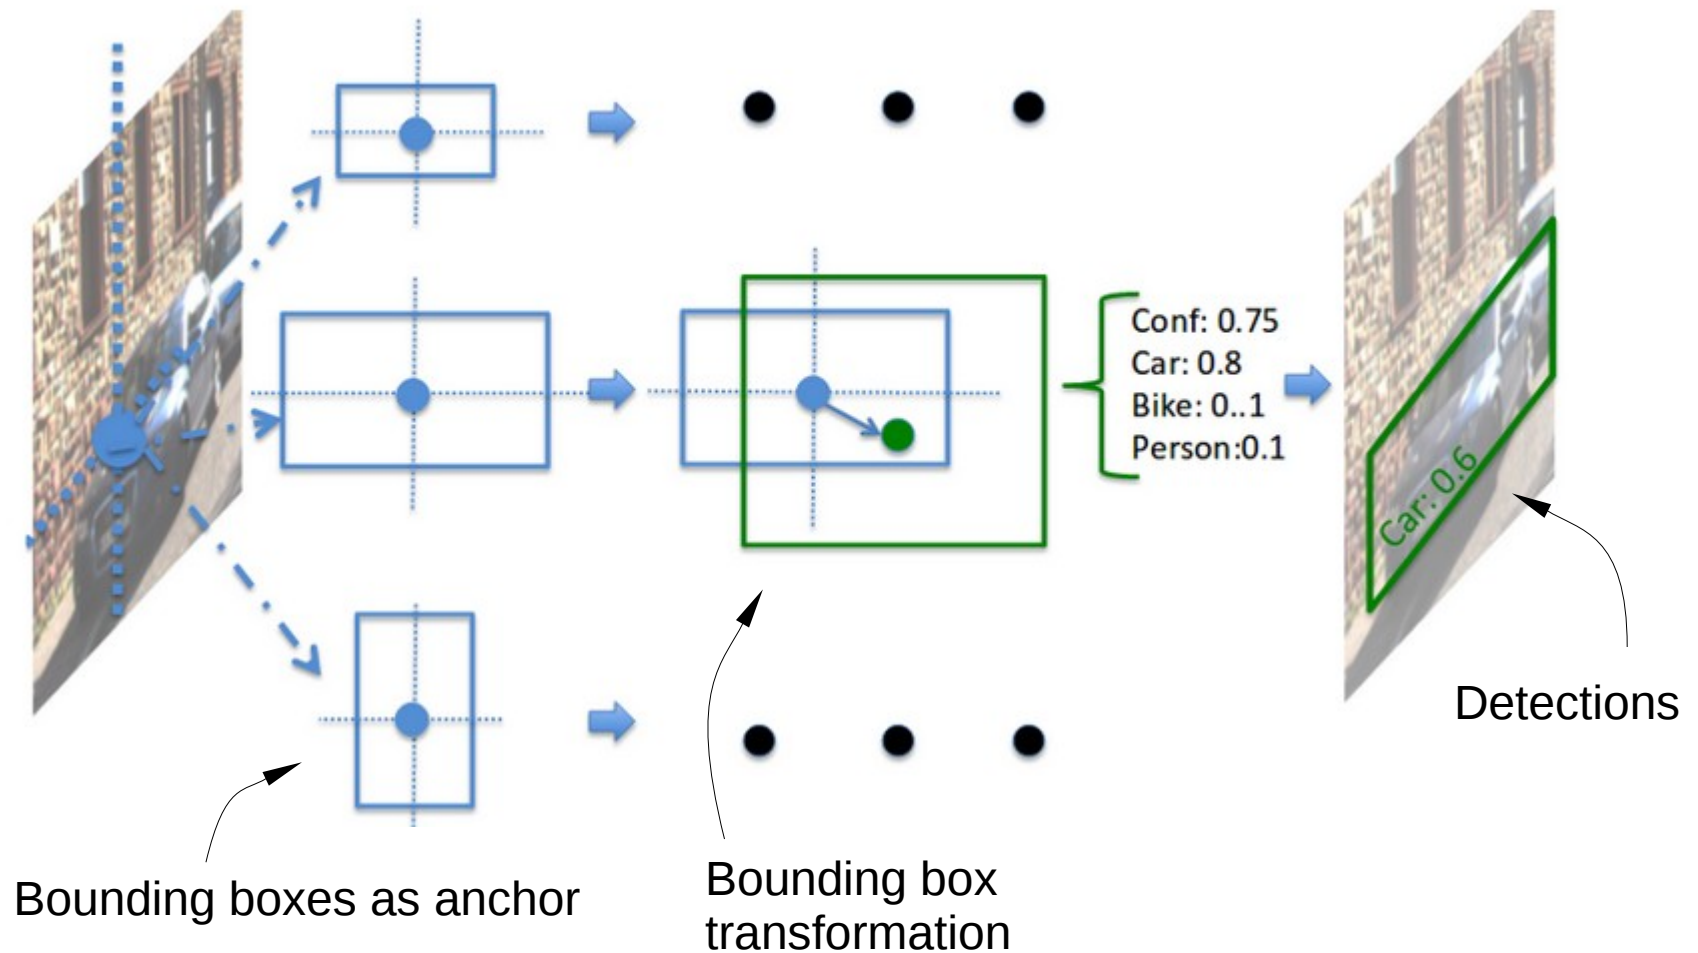 Conf: 0.75
Car: 0.8
Bike: 0..1
Person:0.1
Car: 0.6
Detections
Bounding boxes as anchor
Bounding box
transformation